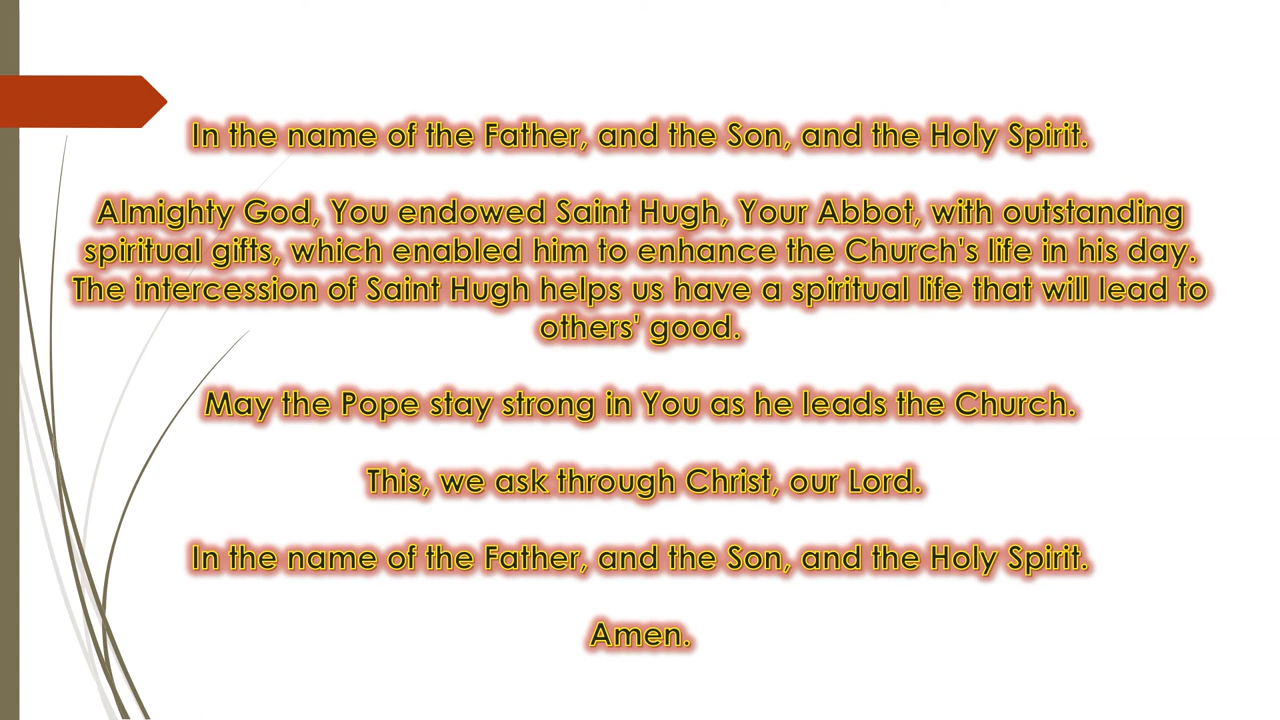 In the name of the Father, and the Son, and the Holy Spirit.
Almighty God, You endowed Saint Hugh, Your Abbot, with outstanding
spiritual gifts, which enabled him to enhance the Church's life in his day.
The intercession of Saint Hugh helps us have a spiritual life that will lead to
others' good.
May the Pope stay strong in You as he leads the Church.
This, we ask through Christ, our Lord.
In the name of the Father, and the Son, and the Holy Spirit.
Amen.